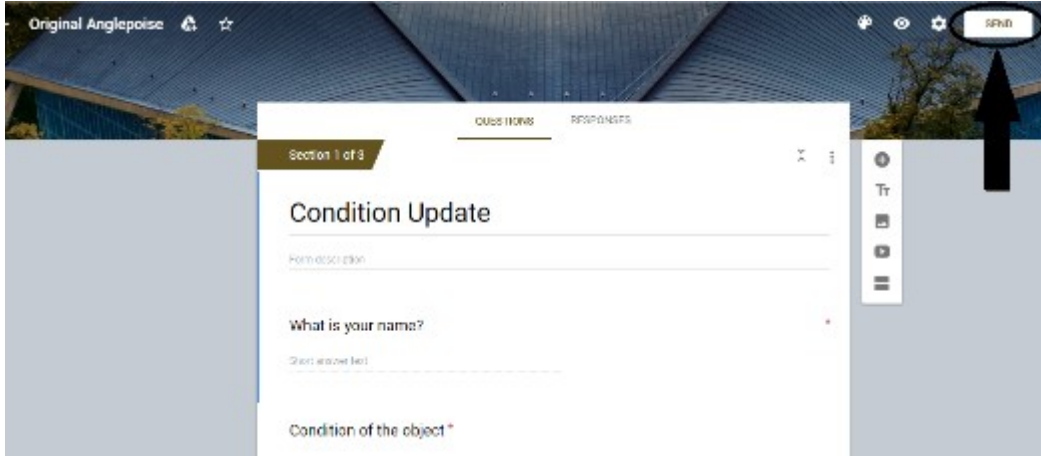 Original Anglepoise
SEND
QUESTIONS RESPONSES
Section 1 of 3
Condition Update
Form description
What is your name? *
Short answer text
Condition of the object *
Tт